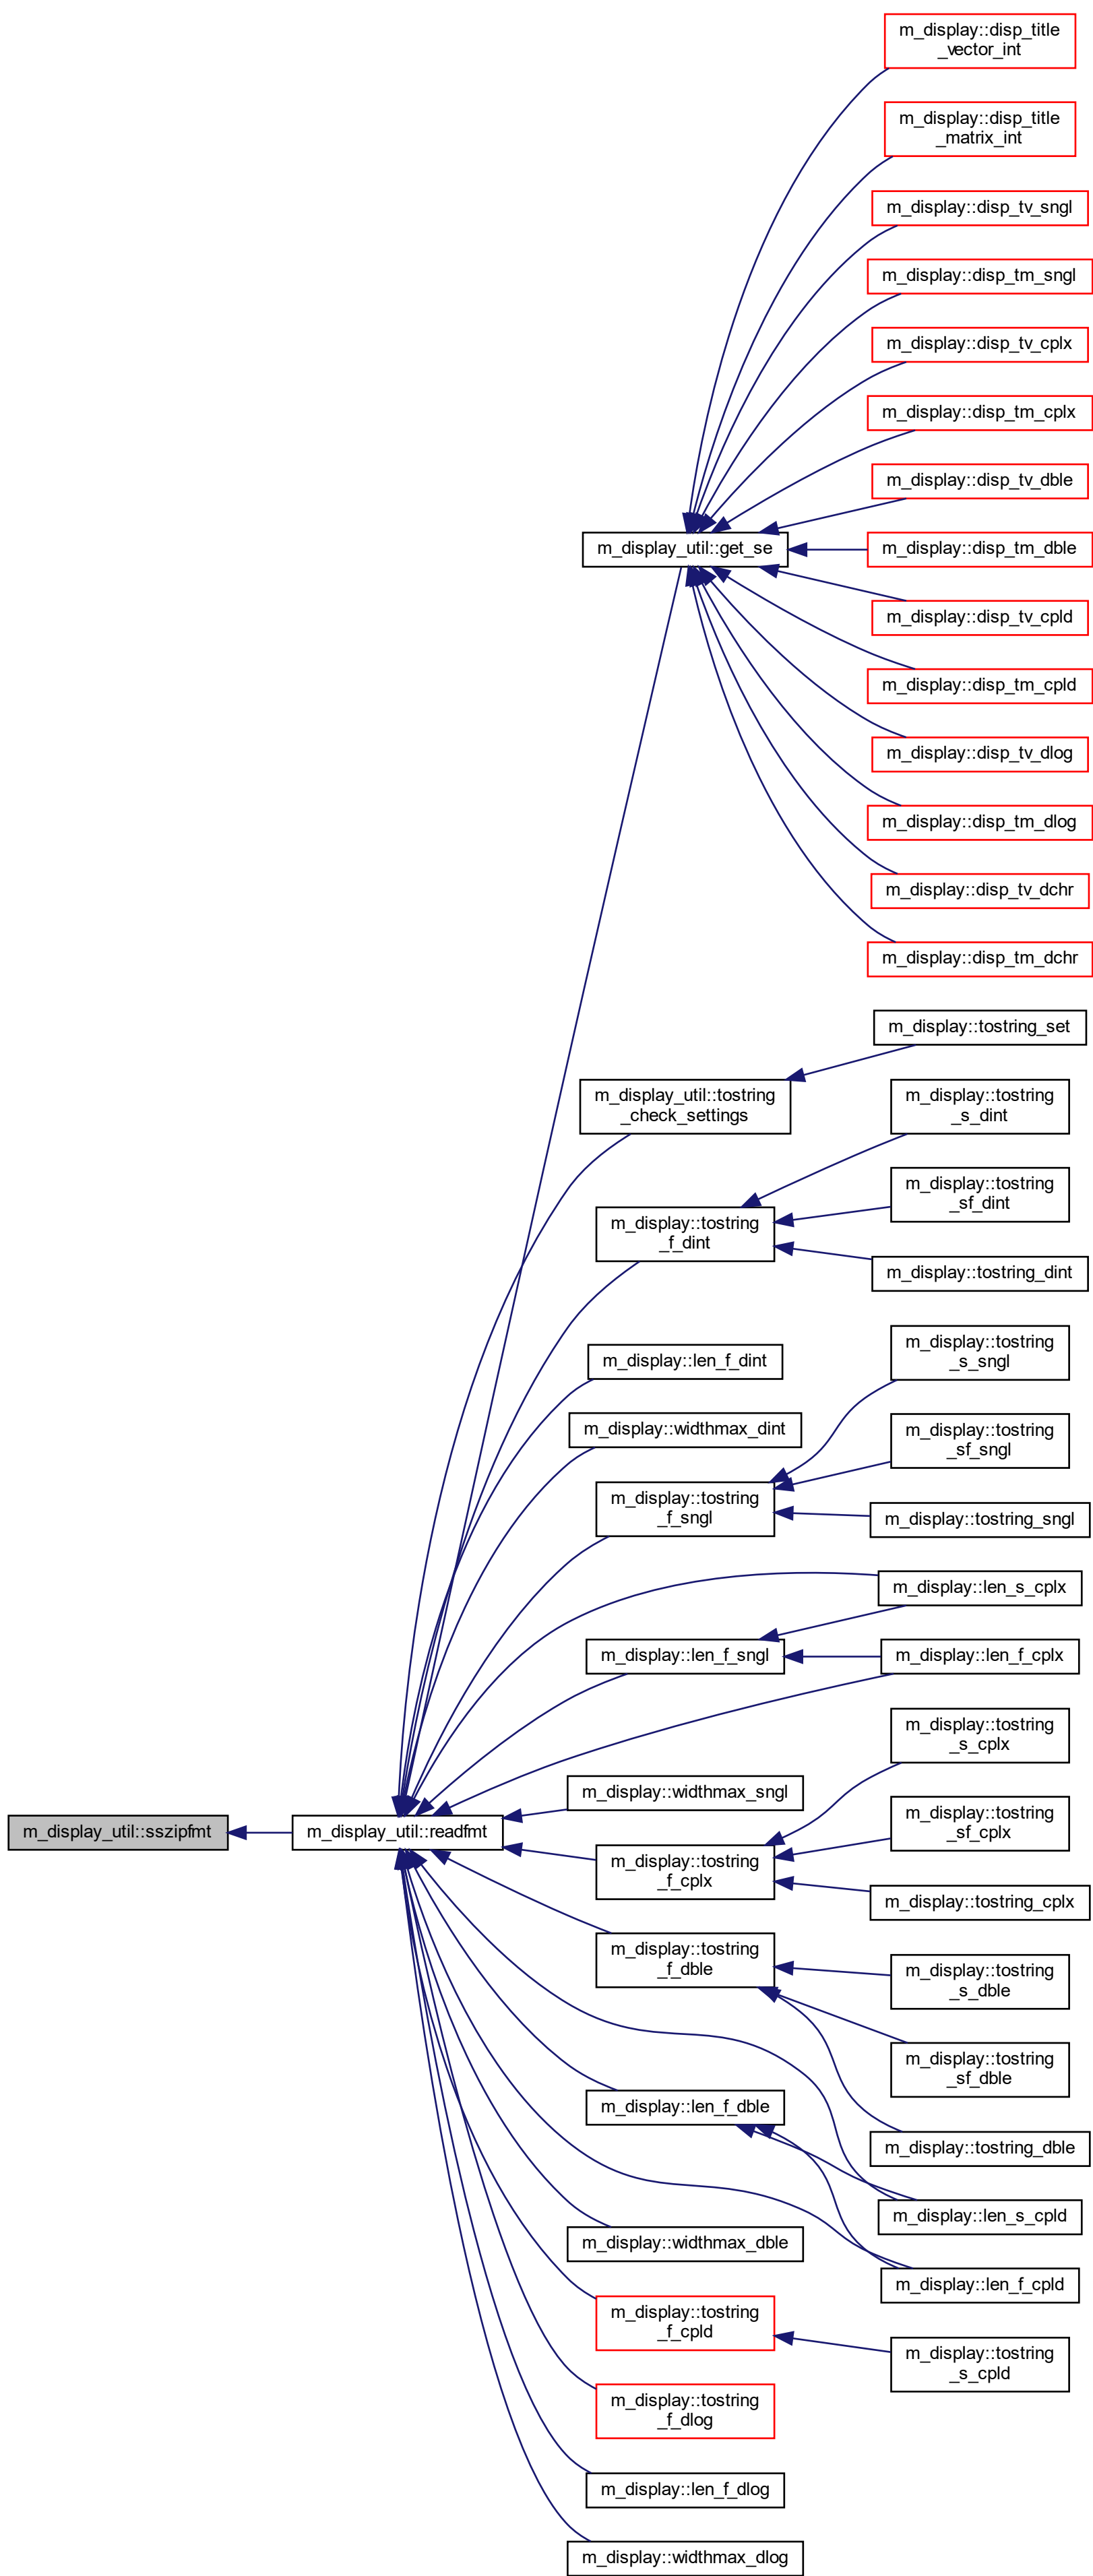 m_display::disp_title
_vector_int
m_display::disp_title
_matrix_int
m_display::disp_tv_sngl
m_display::disp_tm_sngl
m_display::disp_tv_cplx
m_display::disp_tm_cplx
m_display::disp_tv_dble
m_display_util::get_se
m_display::disp_tm_dble
m_display::disp_tv_cpld
m_display::disp_tm_cpld
m_display::disp_tv_dlog
m_display::disp_tm_dlog
m_display::disp_tv_dchr
m_display::disp_tm_dchr
m_display::tostring_set
m_display_util::tostring
_check_settings
m_display::tostring
_s_dint
m_display::tostring
_sf_dint
m_display::tostring
_f_dint
m_display::tostring_dint
m_display::len_f_dint
m_display::tostring
_s_sngl
m_display::widthmax_dint
m_display::tostring
_sf_sngl
m_display::tostring
_f_sngl
m_display::tostring_sngl
m_display::len_s_cplx
m_display::len_f_sngl
m_display::len_f_cplx
m_display::tostring
_s_cplx
m_display::widthmax_sngl
m_display_util::sszipfmt
m_display_util::readfmt
m_display::tostring
_sf_cplx
m_display::tostring
_f_cplx
m_display::tostring_cplx
m_display::tostring
_f_dble
m_display::tostring
_s_dble
m_display::tostring
_sf_dble
m_display::len_f_dble
m_display::tostring_dble
m_display::len_s_cpld
m_display::widthmax_dble
m_display::len_f_cpld
m_display::tostring
_f_cpld
m_display::tostring
_s_cpld
m_display::tostring
_f_dlog
m_display::len_f_dlog
m_display::widthmax_dlog